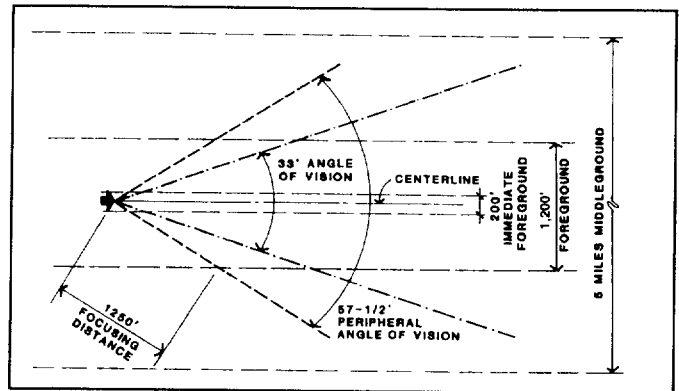 33' ANGLE
OF VISION
CENTERLINE
200'
IMMEDIATE
FOREGROUND
1,200'
FOREGROUND
5 MILES MIDDLEGROUND
1250'
FOCUSING
DISTANCE
57-1/2'
PERIPHERAL
ANGLE OF VISION